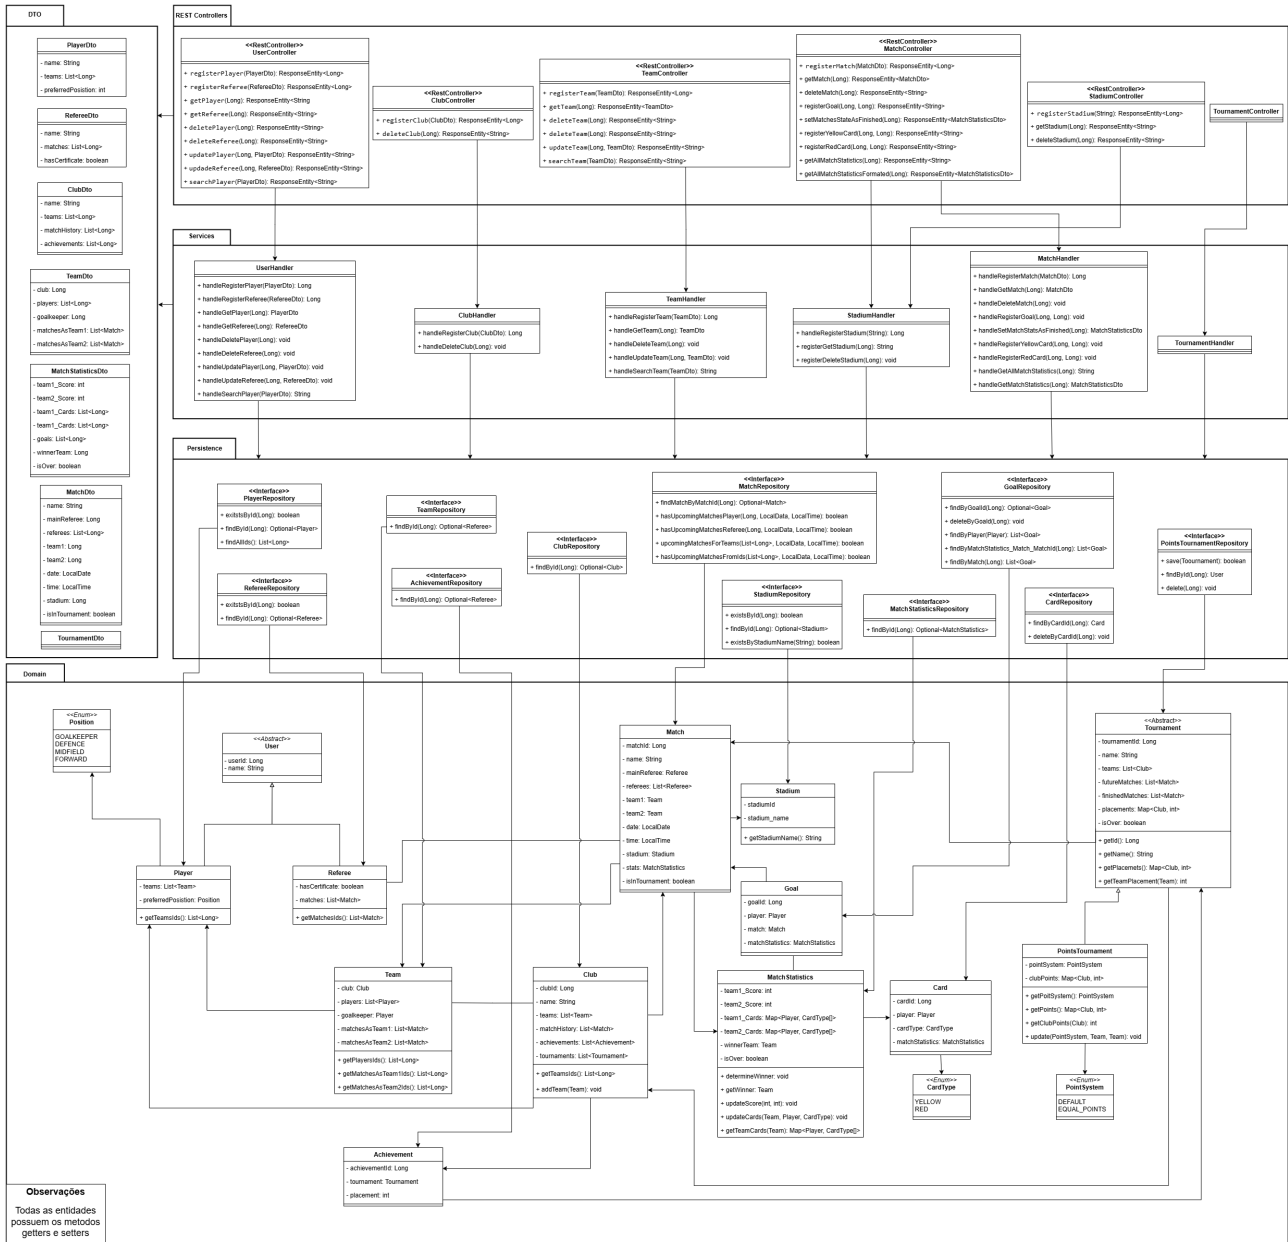 DTO
PlayerDto
- name: String
- teams: List<Long>
- preferredPosistion: int
RefereeDto
- name: String
- matches: List<Long>
- hasCertificate: boolean
ClubDto
- name: String
- teams: List<Long>
- matchHistory: List<Long>
- achievements: List<Long>
TeamDto
- club: Long
- players: List<Long>
- goalkeeper: Long
- matchesAsTeam1: List<Match>
- matchesAsTeam2: List<Match>
MatchStatisticsDto
- team1_Score: int
- team2_Score: int
- team1_Cards: List<Long>
- team1_Cards: List<Long>
- goals: List<Long>
- winnerTeam: Long
- isOver: boolean
MatchDto
- name: String
- mainReferee: Long
- referees: List<Long>
- team1: Long
- team2: Long
- date: LocalDate
- time: LocalTime
- stadium: Long
- isInTournament: boolean
TournamentDto
REST Controllers
<<RestController>>
UserController
+ registerPlayer(PlayerDto): ResponseEntity<Long>
+ registerReferee(RefereeDto): ResponseEntity<Long>
+ getPlayer(Long): ResponseEntity<String
+ getReferee(Long): ResponseEntity<String>
+ deletePlayer(Long): ResponseEntity<String>
+ deleteReferee(Long): ResponseEntity<String>
+ updatePlayer(Long, PlayerDto): ResponseEntity<String>
+ updadeReferee(Long, RefereeDto): ResponseEntity<String>
+ searchPlayer(PlayerDto): ResponseEntity<String>
<<RestController>>
ClubController
+ registerClub(ClubDto): ResponseEntity<Long>
+ deleteClub(Long): ResponseEntity<String>
<<RestController>>
TeamController
+ registerTeam(TeamDto): ResponseEntity<Long>
+ getTeam(Long): ResponseEntity<TeamDto>
+ deleteTeam(Long): ResponseEntity<String>
+ deleteTeam(Long): ResponseEntity<String>
+ updateTeam(Long, TeamDto): ResponseEntity<String>
+ searchTeam(TeamDto): ResponseEntity<String>
<<RestController>>
MatchController
+ registerMatch(MatchDto): ResponseEntity<Long>
+ getMatch(Long): ResponseEntity<MatchDto>
+ deleteMatch(Long): ResponseEntity<String>
+ registerGoal(Long, Long): ResponseEntity<String>
+ setMatchesStateAsFinished(Long): ResponseEntity<MatchStatisticsDto>
+ registerYellowCard(Long, Long): ResponseEntity<String>
+ registerRedCard(Long, Long): ResponseEntity<String>
+ getAllMatchStatistics(Long): ResponseEntity<String>
+ getAllMatchStatisticsFormated(Long): ResponseEntity<MatchStatisticsDto>
<<RestController>>
StadiumController
+ registerStadium(String): ResponseEntity<Long>
+ getStadium(Long): ResponseEntity<String>
+ deleteStadium(Long): ResponseEntity<String>
TournamentController
Services
UserHandler
+ handleRegisterPlayer(PlayerDto): Long
+ handleRegisterReferee(RefereeDto): Long
+ handleGetPlayer(Long): PlayerDto
+ handleGetReferee(Long): RefereeDto
+ handleDeletePlayer(Long): void
+ handleDeleteReferee(Long): void
+ handleUpdatePlayer(Long, PlayerDto): void
+ handleUpdateReferee(Long, RefereeDto): void
+ handleSearchPlayer(PlayerDto): String
ClubHandler
+ handleRegisterClub(ClubDto): Long
+ handleDeleteClub(Long): void
TeamHandler
+ handleRegisterTeam(TeamDto): Long
+ handleGetTeam(Long): TeamDto
+ handleDeleteTeam(Long): void
+ handleUpdateTeam(Long, TeamDto): void
+ handleSearchTeam(TeamDto): String
StadiumHandler
+ handleRegisterStadium(String): Long
+ registerGetStadium(Long): String
+ registerDeleteStadium(Long): void
MatchHandler
+ handleRegisterMatch(MatchDto): Long
+ handleGetMatch(Long): MatchDto
+ handleDeleteMatch(Long): void
+ handleRegisterGoal(Long, Long): void
+ handleSetMatchStatsAsFinished(Long): MatchStatisticsDto
+ handleRegisterYellowCard(Long, Long): void
+ handleRegisterRedCard(Long, Long): void
+ handleGetAllMatchStatistics(Long): String
+ handleGetMatchStatistics(Long): MatchStatisticsDto
TournamentHandler
Persistence
<<Interface>>
PlayerRepository
+ exitstsById(Long): boolean
+ findById(Long): Optional<Player>
+ findAllIds(): List<Long>
<<Interface>>
RefereeRepository
+ exitstsById(Long): boolean
+ findById(Long): Optional<Referee>
<<Interface>>
TeamRepository
+ findById(Long): Optional<Referee>
<<Interface>>
AchievementRepository
+ findById(Long): Optional<Referee>
<<Interface>>
ClubRepository
+ findById(Long): Optional<Club>
<<Interface>>
MatchRepository
+ findMatchByMatchId(Long): Optional<Match>
+ hasUpcomingMatchesPlayer(Long, LocalData, LocalTime): boolean
+ hasUpcomingMatchesReferee(Long, LocalData, LocalTime): boolean
+ upcomingMatchesForTeams(List<Long>, LocalData, LocalTime): boolean
+ hasUpcomingMatchesFromIds(List<Long>, LocalData, LocalTime): boolean
<<Interface>>
StadiumRepository
+ existsById(Long): boolean
+ findById(Long): Optional<Stadium>
+ existsByStadiumName(String): boolean
<<Interface>>
MatchStatisticsRepository
+ findById(Long): Optional<MatchStatistics>
<<Interface>>
GoalRepository
+ findByGoalId(Long): Optional<Goal>
+ deleteByGoald(Long): void
+ findByPlayer(Player): List<Goal>
+ findByMatchStatistics_Match_MatchId(Long): List<Goal>
+ findByMatch(Long): List<Goal>
<<Interface>>
CardRepository
+ findByCardId(Long): Card
+ deleteByCardId(Long): void
<<Interface>>
PointsTournamentRepository
+ save(Toournament): boolean
+ findById(Long): User
+ delete(Long): void
Domain
<<Enum>>
Position
GOALKEEPER
DEFENCE
MIDFIELD
FORWARD
<<Abstract>>
User
- userId: Long
- name: String
Player
- teams: List<Team>
- preferredPosistion: Position
+ getTeamsIds(): List<Long>
Referee
- hasCertificate: boolean
- matches: List<Match>
+ getMatchesIds(): List<Match>
Team
- club: Club
- players: List<Player>
- goalkeeper: Player
- matchesAsTeam1: List<Match>
- matchesAsTeam2: List<Match>
+ getPlayersIds(): List<Long>
+ getMatchesAsTeam1Ids(): List<Long>
+ getMatchesAsTeam2Ids(): List<Long>
Club
- clubId: Long
- name: String
- teams: List<Team>
- matchHistory: List<Match>
- achievements: List<Achievement>
- tournaments: List<Tournament>
+ getTeamsIds(): List<Long>
+ addTeam(Team): void
Achievement
- achievementId: Long
- tournament: Tournament
- placement: int
Match
- matchId: Long
- name: String
- mainReferee: Referee
- referees: List<Referee>
- team1: Team
- team2: Team
- date: LocalDate
- time: LocalTime
- stadium: Stadium
- stats: MatchStatistics
- isInTournament: boolean
Stadium
- stadiumId
- stadium_name
+ getStadiumName(): String
Goal
- goalId: Long
- player: Player
- match: Match
- matchStatistics: MatchStatistics
MatchStatistics
- team1_Score: int
- team2_Score: int
- team1_Cards: Map<Player, CardType[]>
- team2_Cards: Map<Player, CardType[]>
- winnerTeam: Team
- isOver: boolean
+ determineWinner: void
+ getWinner: Team
+ updateScore(int, int): void
+ updateCards(Team, Player, CardType): void
+ getTeamCards(Team): Map<Player, CardType[]>
Card
- cardId: Long
- player: Player
- cardType: CardType
- matchStatistics: MatchStatistics
<<Enum>>
CardType
YELLOW
RED
<<Abstract>>
Tournament
- tournamentId: Long
- name: String
- teams: List<Club>
- futureMatches: List<Match>
- finishedMatches: List<Match>
- placements: Map<Club, int>
- isOver: boolean
+ getId(): Long
+ getName(): String
+ getPlacemets(): Map<Club, int>
+ getTeamPlacement(Team): int
PointsTournament
- pointSystem: PointSystem
- clubPoints: Map<Club, int>
+ getPoitSystem(): PointSystem
+ getPoints(): Map<Club, int>
+ getClubPoints(Club): int
+ update(PointSystem, Team, Team): void
<<Enum>>
PointSystem
DEFAULT
EQUAL_POINTS
Observações
Todas as entidades
possuem os metodos
getters e setters